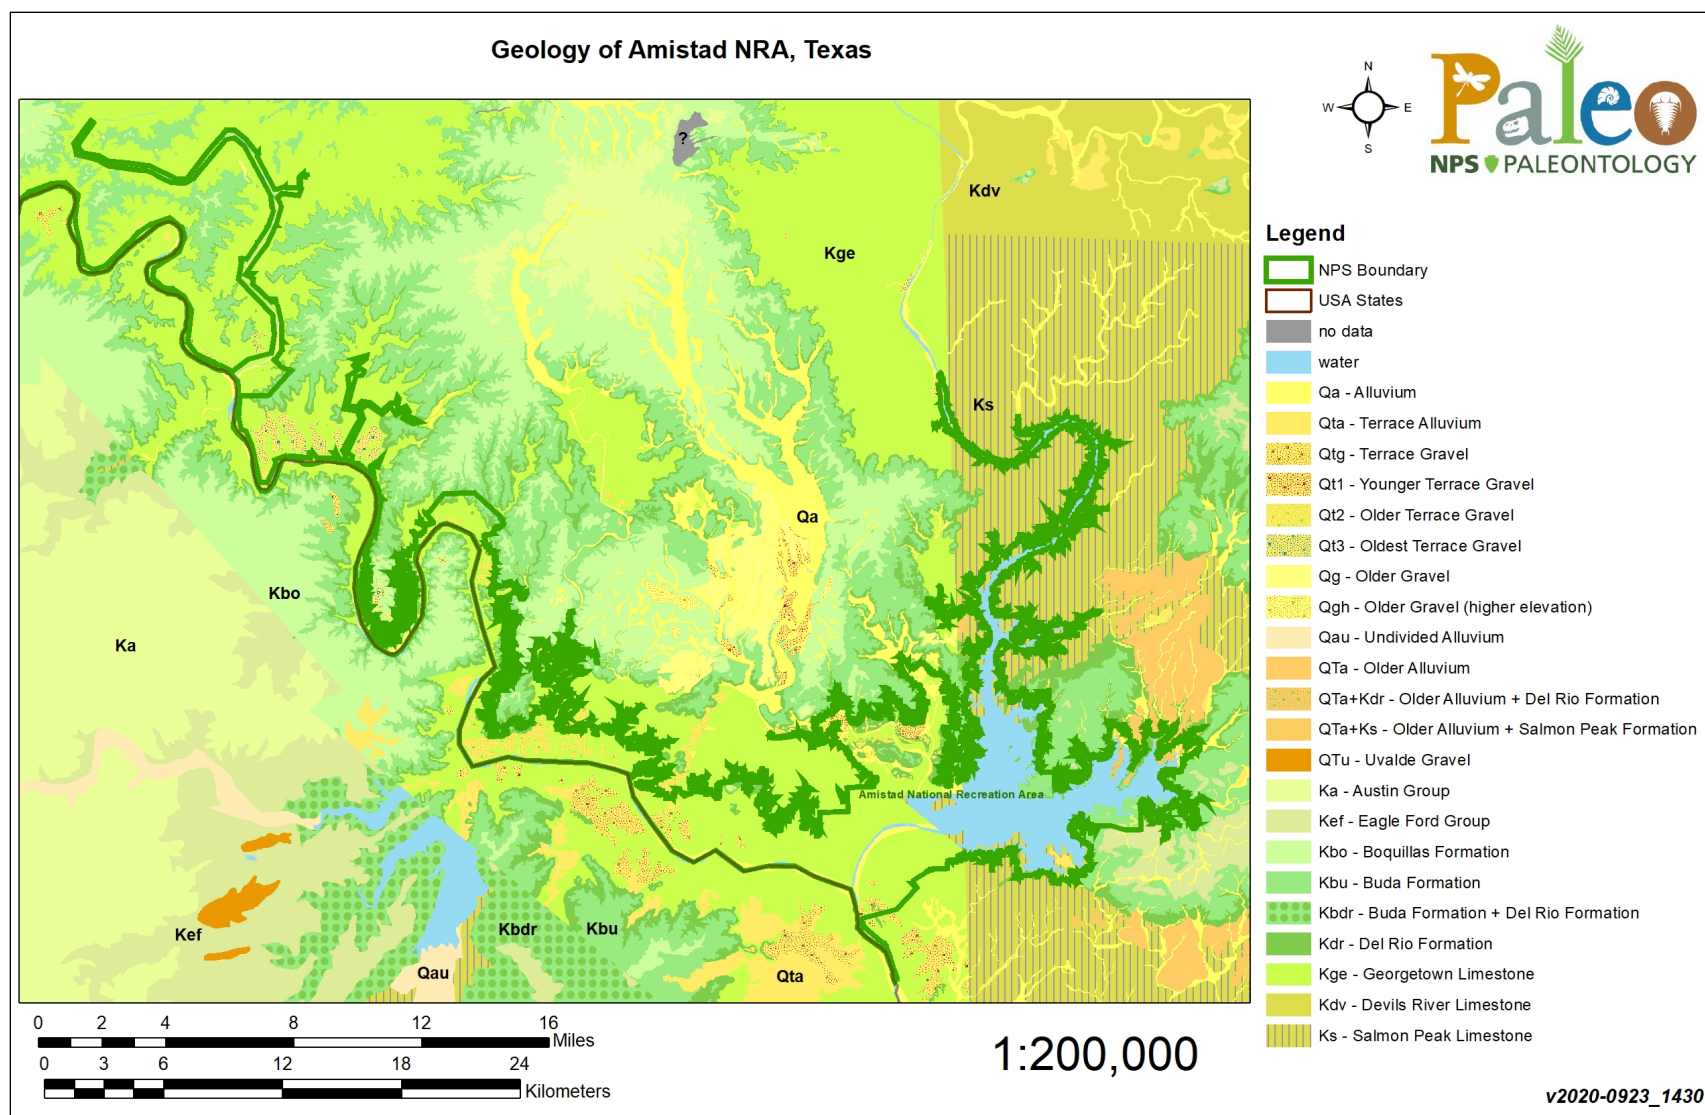 Geology of Amistad NRA, Texas
N
W E
S
Paleo
NPS PALEONTOLOGY
?
Kdv
Kge
Ks
Qa
Kbo
Ka
Amistad National Recreation Area
Kef
Kbdr
Kbu
Qau
Qta
Legend
NPS Boundary
USA States
no data
water
Qa - Alluvium
Qta - Terrace Alluvium
Qtg - Terrace Gravel
Qt1 - Younger Terrace Gravel
Qt2 - Older Terrace Gravel
Qt3 - Oldest Terrace Gravel
Qg - Older Gravel
Qgh - Older Gravel (higher elevation)
Qau - Undivided Alluvium
QTa - Older Alluvium
QTa+Kdr - Older Alluvium + Del Rio Formation
QTa+Ks - Older Alluvium + Salmon Peak Formation
QTu - Uvalde Gravel
Ka - Austin Group
Kef - Eagle Ford Group
Kbo - Boquillas Formation
Kbu - Buda Formation
Kbdr - Buda Formation + Del Rio Formation
Kdr - Del Rio Formation
Kge - Georgetown Limestone
Kdv - Devils River Limestone
Ks - Salmon Peak Limestone
0 2 4 8 12 16
Miles
0 3 6 12 18 24
Kilometers
1:200,000
v2020-0923_1430